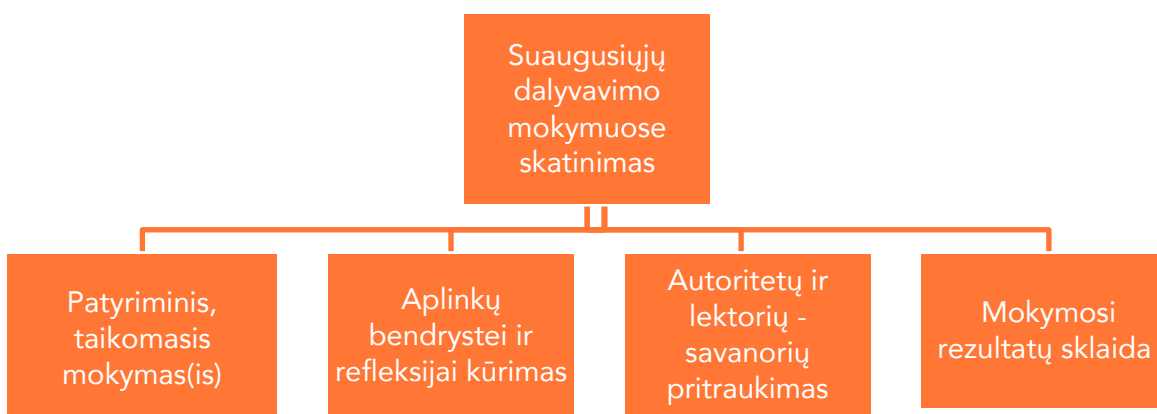 Suaugusiųjų
dalyvavimo
mokymuose
skatinimas
Patyriminis,
taikomasis
mokymas(is)
Aplinkų
bendrystei ir
refleksijai kūrimas
Autoritetų ir
lektorių -
savanorių
pritraukimas
Mokymosi
rezultatų sklaida